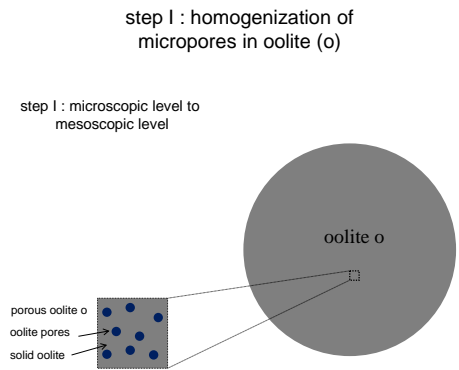 step I : homogenization of
micropores in oolite (o)
step I : microscopic level to
mesoscopic level
oolite o
porous oolite o
oolite pores
solid oolite